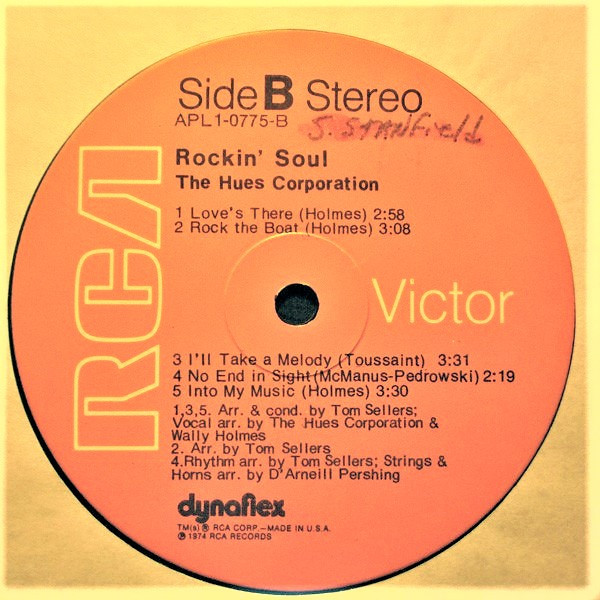 Side B Stereo
APL1-0775-B
S. Stanfield
Rockin' Soul
The Hues Corporation
1 Love's There (Holmes) 2:58
2 Rock the Boat (Holmes) 3:08
RCA
Victor
3 I'll Take a Melody (Toussaint) 3:31
4 No End in Sight (McManus-Pedrowski) 2:19
5 Into My Music (Holmes) 3:30
1,3,5. Arr. & cond. by Tom Sellers;
Vocal arr. by The Hues Corporation &
Wally Holmes
2. Arr. by Tom Sellers
4. Rhythm arr. by Tom Sellers; Strings &
Horns arr. by D'Arneill Pershing
dynaflex
TM(s) ® RCA CORP.—MADE IN U.S.A.
℗ 1974 RCA RECORDS